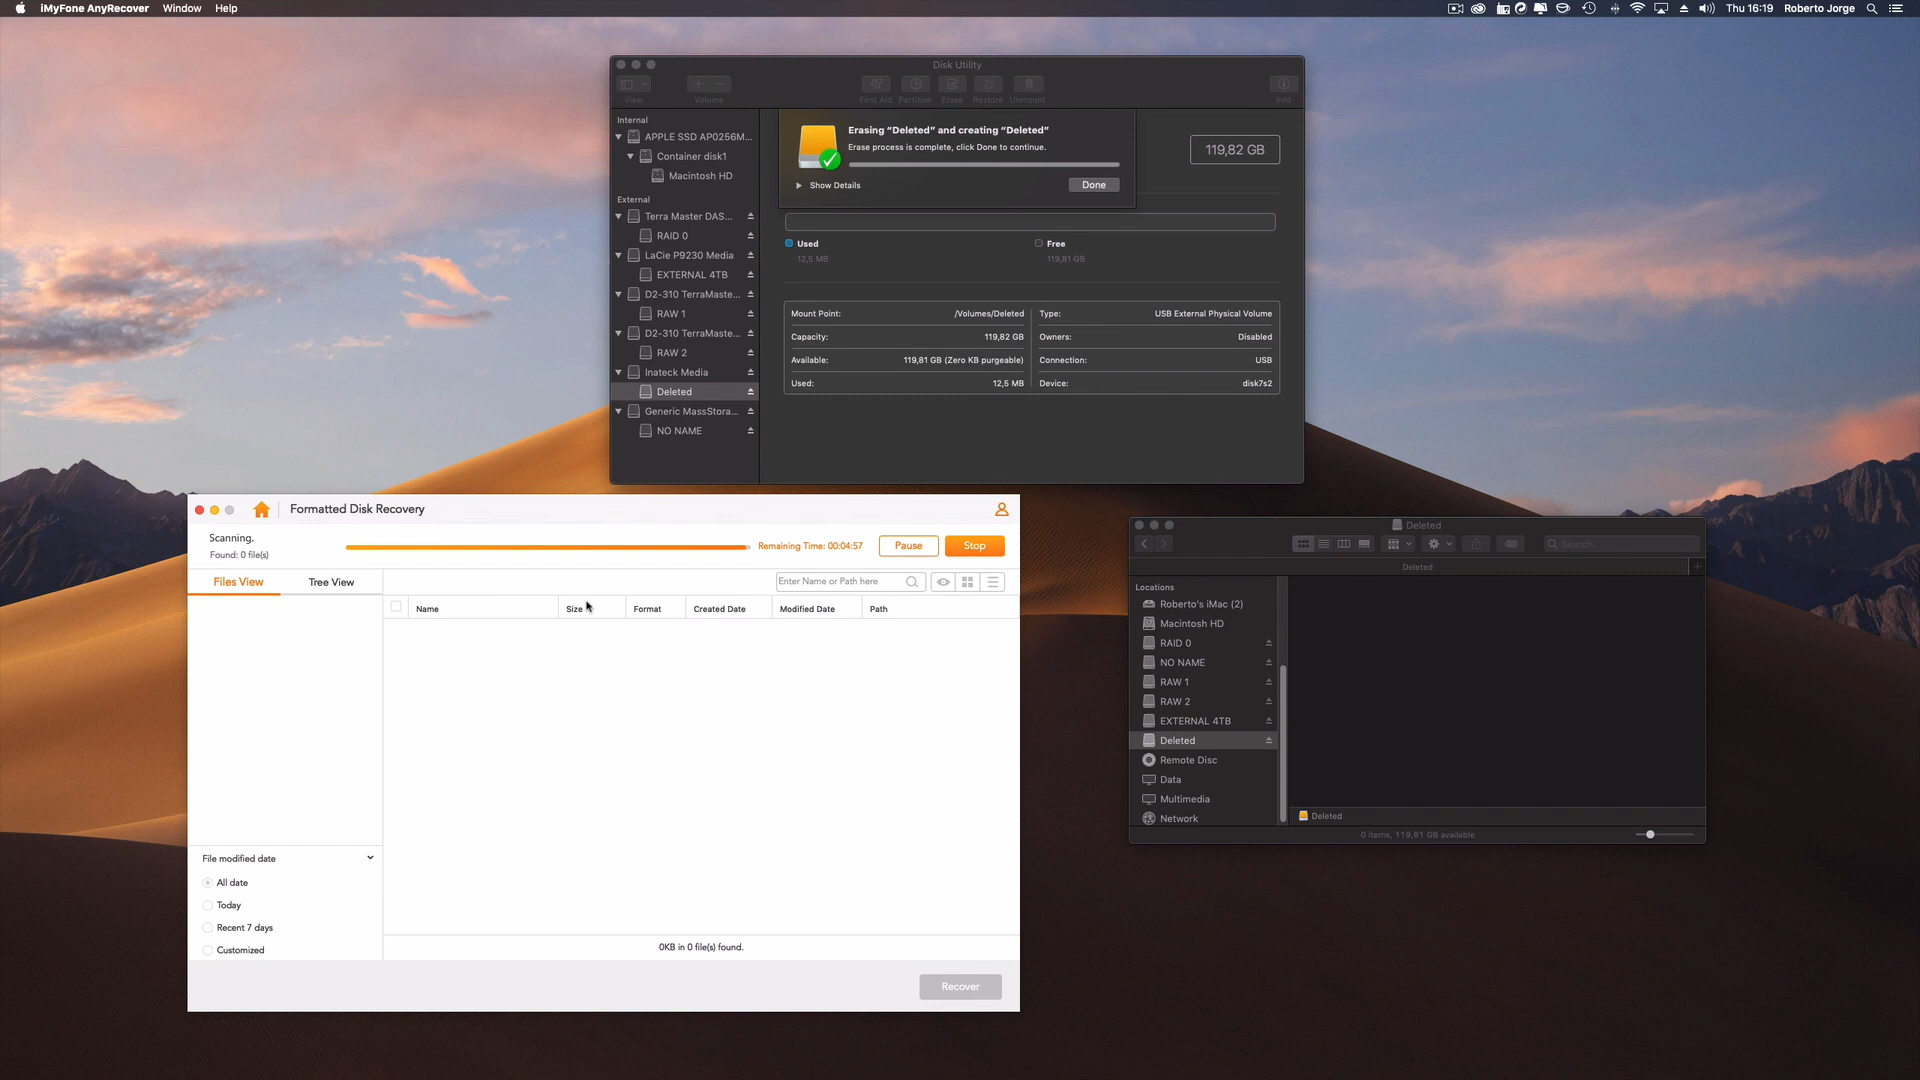 iMyFone AnyRecover Window Help
Thu 16:19 Roberto Jorge
Disk Utility
View Volume First Aid Partition Erase Restore Unmount Info
Internal
APPLE SSD AP0256M...
Container disk1
Macintosh HD
External
Terra Master DAS...
RAID 0
LaCie P9230 Media
EXTERNAL 4TB
D2-310 TerraMaste...
RAW 1
D2-310 TerraMaste...
RAW 2
Inateck Media
Deleted
Generic MassStora...
NO NAME
Erasing “Deleted” and creating “Deleted”
Erase process is complete, click Done to continue.
Show Details
Done
119,82 GB
Used
12,5 MB
Free
119,81 GB
Mount Point: /Volumes/Deleted
Capacity: 119,82 GB
Available: 119,81 GB (Zero KB purgeable)
Used: 12,5 MB
Type: USB External Physical Volume
Owners: Disabled
Connection: USB
Device: disk7s2
Formatted Disk Recovery
Scanning.
Found: 0 file(s)
Remaining Time: 00:04:57
Pause
Stop
Files View
Tree View
Enter Name or Path here
Name Size Format Created Date Modified Date Path
File modified date
All date
Today
Recent 7 days
Customized
0KB in 0 file(s) found.
Recover
Deleted
Search
Deleted
Locations
Roberto's iMac (2)
Macintosh HD
RAID 0
NO NAME
RAW 1
RAW 2
EXTERNAL 4TB
Deleted
Remote Disc
Data
Multimedia
Network
Deleted
0 items, 119,81 GB available